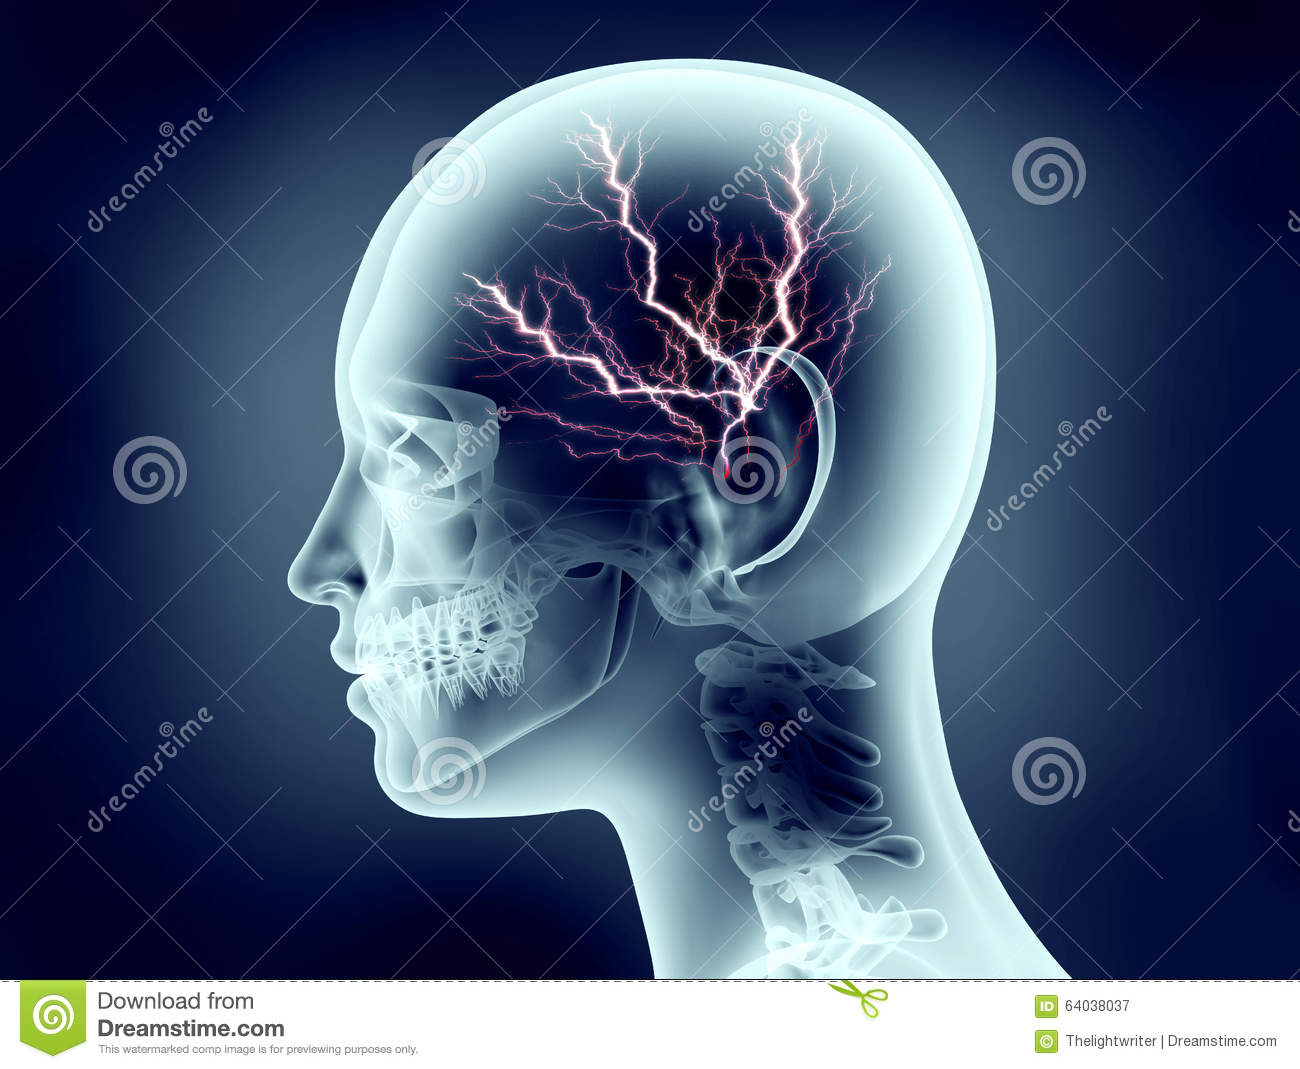 dreamstime
dreamstime
dreamstime
dreamstime
dreamstime
dreamstime
dreamstime
Download from
Dreamstime.com
This watermarked comp image is for previewing purposes only.
ID 64038037
© Thelightwriter | Dreamstime.com